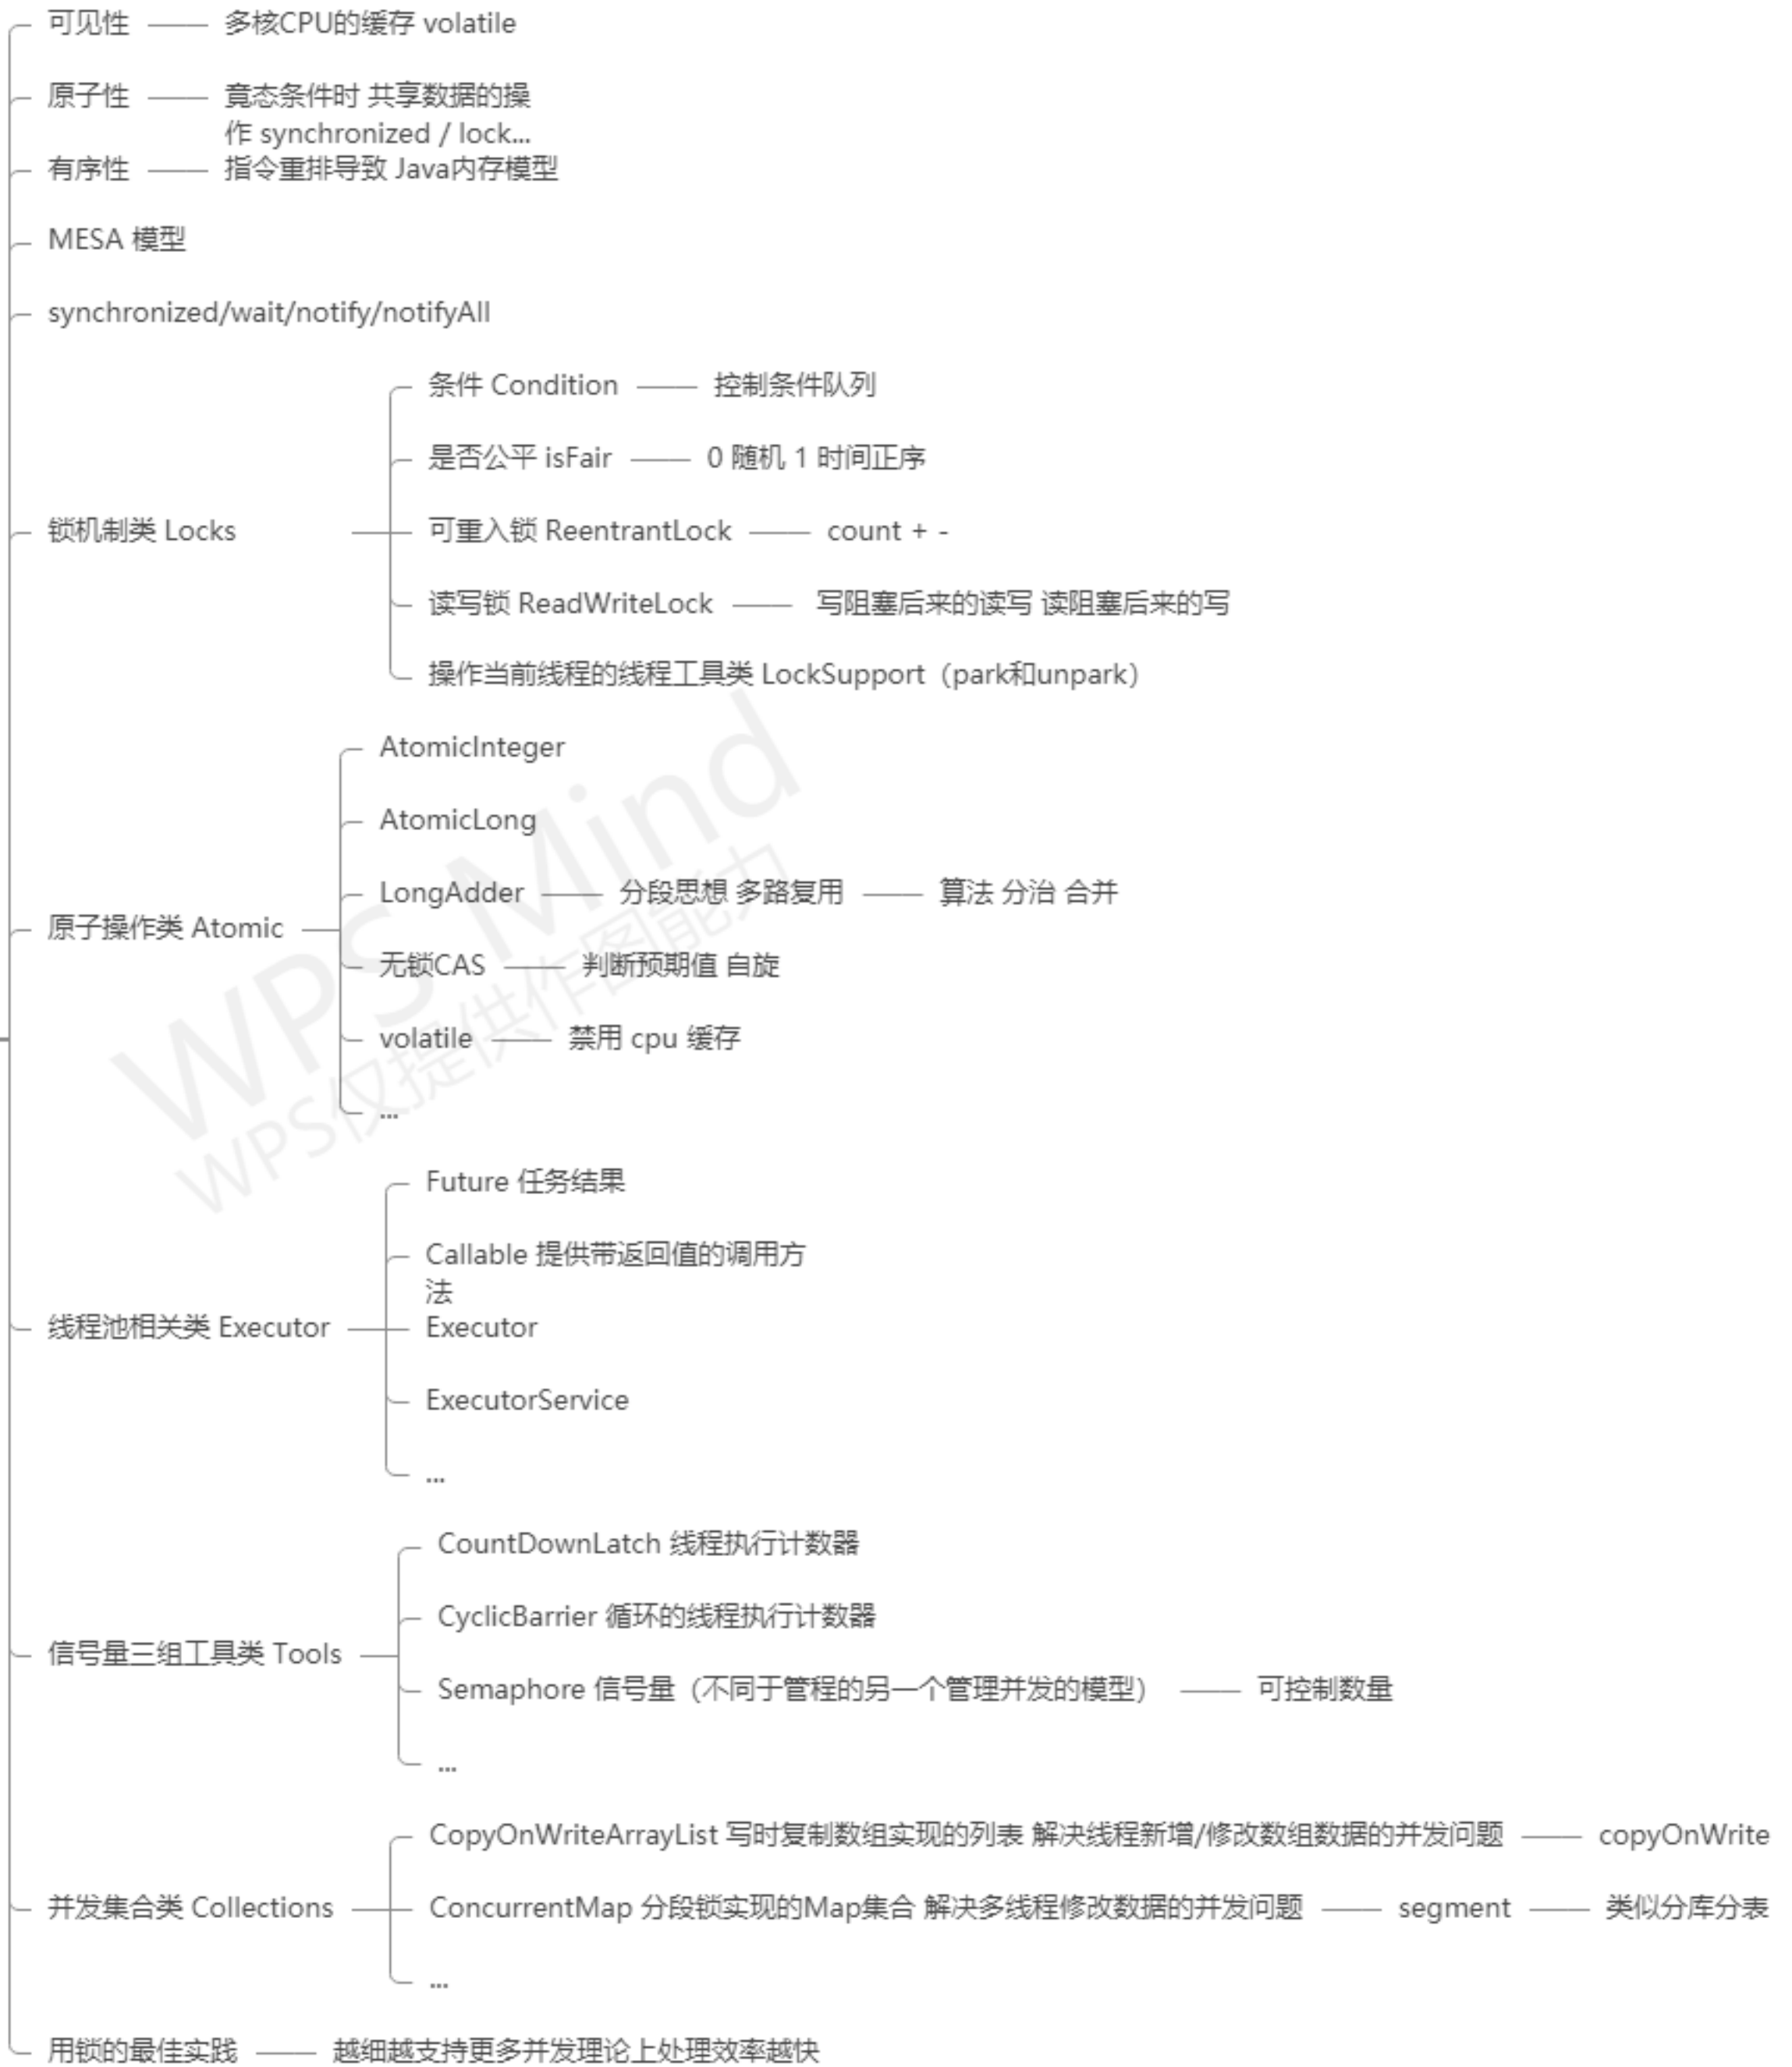 可见性 多核CPU的缓存 volatile
原子性 竟态条件时 共享数据的操
作 synchronized / lock...
有序性 指令重排导致 Java内存模型
MESA 模型
synchronized/wait/notify/notifyAll
条件 Condition 控制条件队列
是否公平 isFair 0 随机 1 时间正序
锁机制类 Locks 可重入锁 ReentrantLock count + -
读写锁 ReadWriteLock 写阻塞后来的读写 读阻塞后来的写
操作当前线程的线程工具类 LockSupport（park和unpark）
AtomicInteger
AtomicLong
LongAdder 分段思想 多路复用 算法 分治 合并
原子操作类 Atomic
无锁CAS 判断预期值 自旋
volatile 禁用 cpu 缓存
...
WPS Mind
WPS仅提供作图能力
Future 任务结果
Callable 提供带返回值的调用方
法
线程池相关类 Executor Executor
ExecutorService
...
CountDownLatch 线程执行计数器
CyclicBarrier 循环的线程执行计数器
信号量三组工具类 Tools
Semaphore 信号量（不同于管程的另一个管理并发的模型） 可控制数量
...
CopyOnWriteArrayList 写时复制数组实现的列表 解决线程新增/修改数组数据的并发问题 copyOnWrite
并发集合类 Collections ConcurrentMap 分段锁实现的Map集合 解决多线程修改数据的并发问题 segment 类似分库分表
...
用锁的最佳实践 越细越支持更多并发理论上处理效率越快